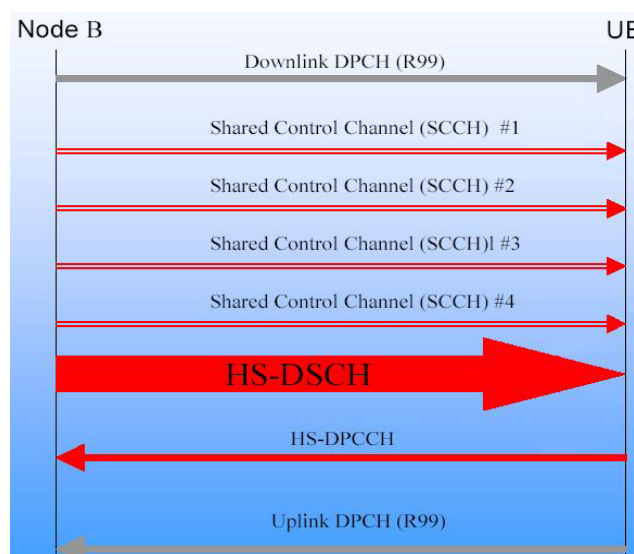 Node B
UE
Downlink DPCH (R99)
Shared Control Channel (SCCH) #1
Shared Control Channel (SCCH) #2
Shared Control Channel (SCCH)l #3
Shared Control Channel (SCCH) #4
HS-DSCH
HS-DPCCH
Uplink DPCH (R99)